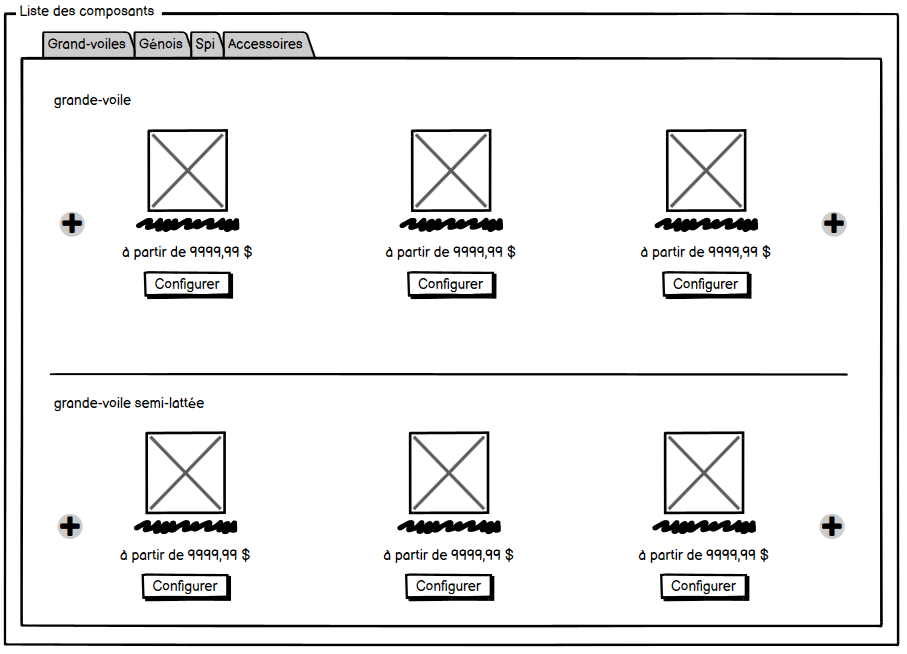 Liste des composants
Grand-voiles Génois Spi Accessoires
grande-voile
à partir de 9999,99 $ à partir de 9999,99 $ à partir de 9999,99 $
Configurer Configurer Configurer
grande-voile semi-lattée
à partir de 9999,99 $ à partir de 9999,99 $ à partir de 9999,99 $
Configurer Configurer Configurer